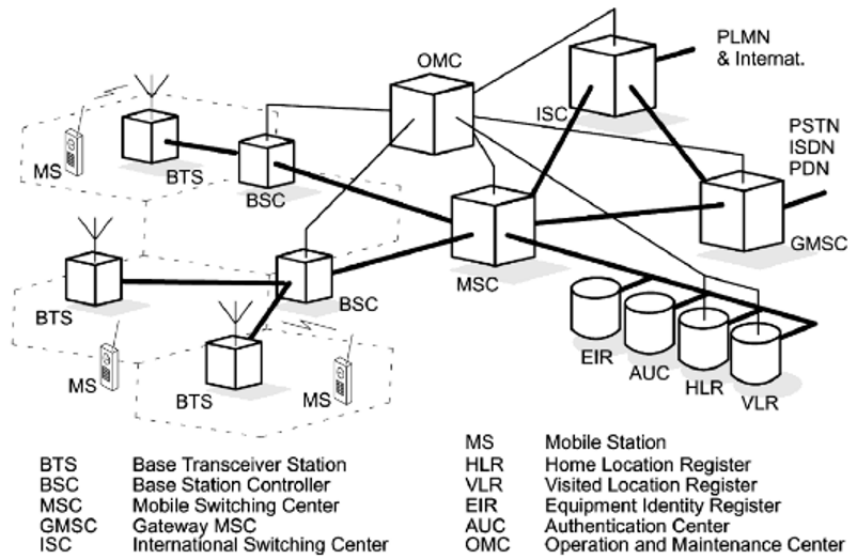 OMC
PLMN
& Internat.
ISC
PSTN
ISDN
PDN
MS
BTS
BSC
GMSC
MSC
BTS
BSC
EIR
AUC
HLR
VLR
MS
BTS
MS
MS Mobile Station
BTS Base Transceiver Station
HLR Home Location Register
BSC Base Station Controller
VLR Visited Location Register
MSC Mobile Switching Center
EIR Equipment Identity Register
GMSC Gateway MSC
AUC Authentication Center
ISC International Switching Center
OMC Operation and Maintenance Center